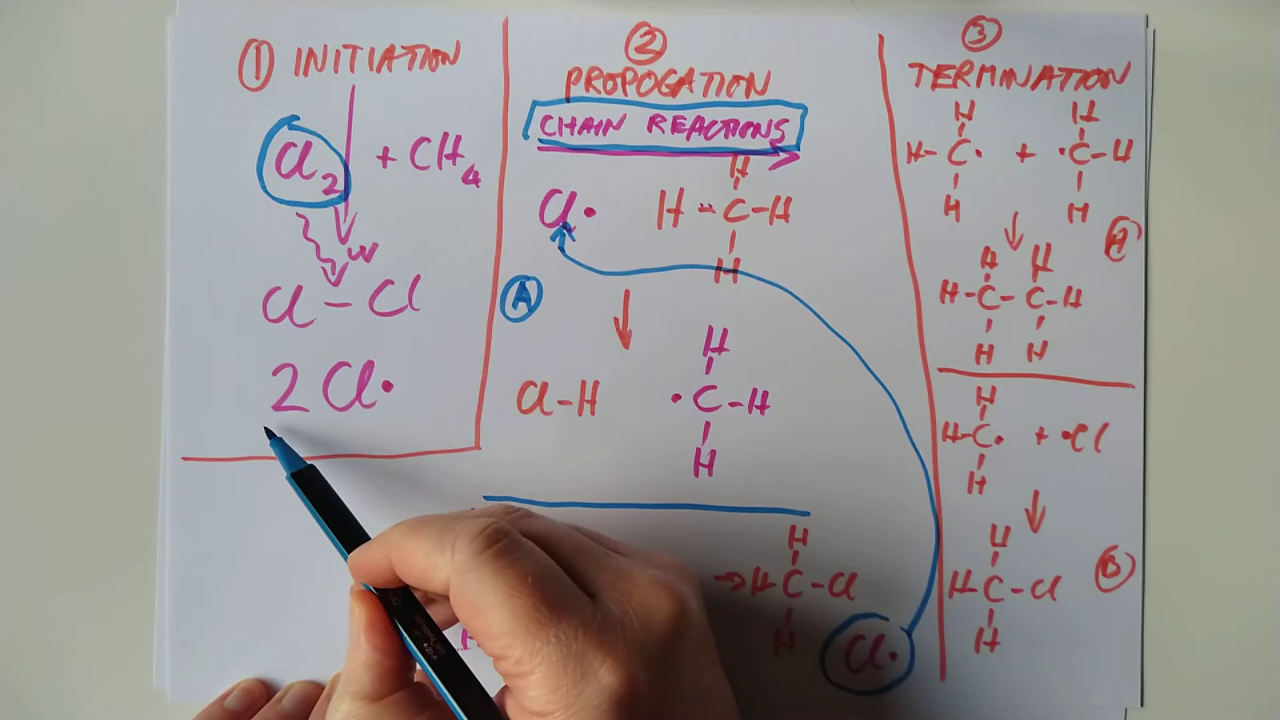 ① INITIATION
Cl₂ + CH₄
UV
Cl – Cl
2 Cl•
②
PROPOGATION
CHAIN REACTIONS
H
Cl• H – C – H
H
Ⓐ
H
Cl – H • C – H
H
H
→ H C – Cl
H
Cl•
③
TERMINATION
H H
H – C • + • C – H
H H
Ⓐ
H H
H – C – C – H
H H
H
H – C • + • Cl
H
H
H – C – Cl
H
Ⓑ